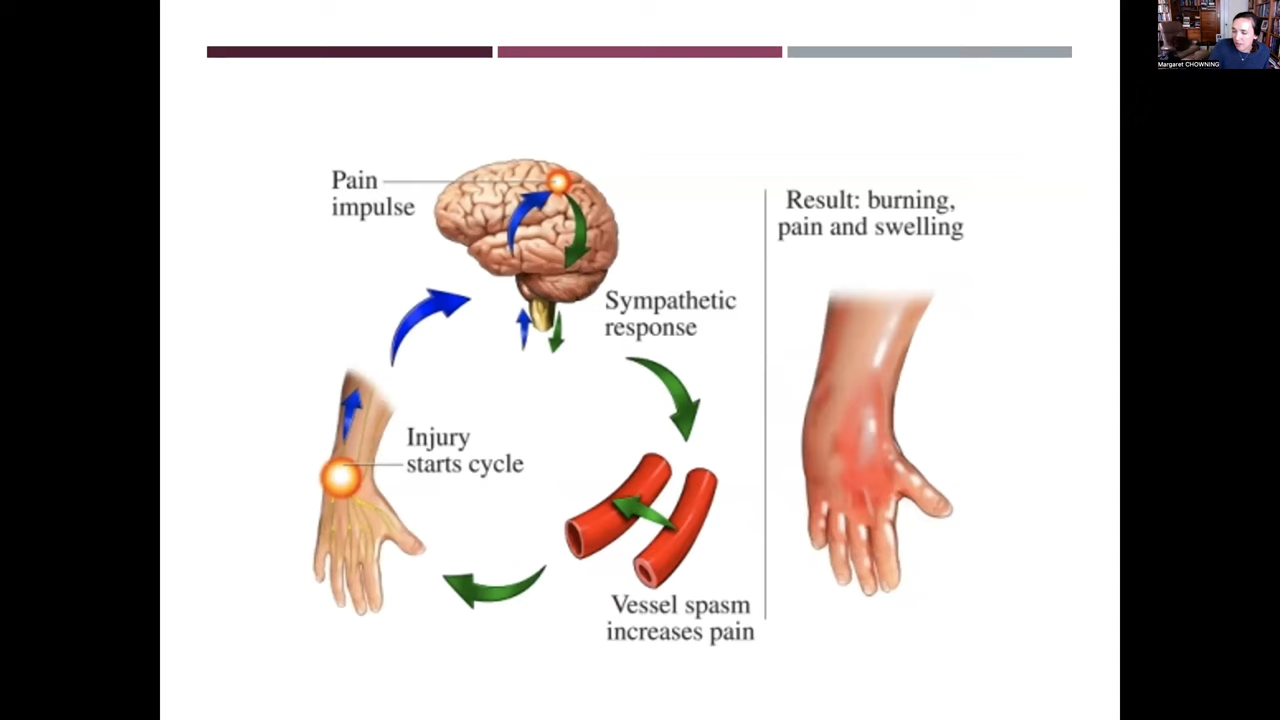 Margaret CHOWNING
Pain
impulse
Result: burning,
pain and swelling
Sympathetic
response
Injury
starts cycle
Vessel spasm
increases pain